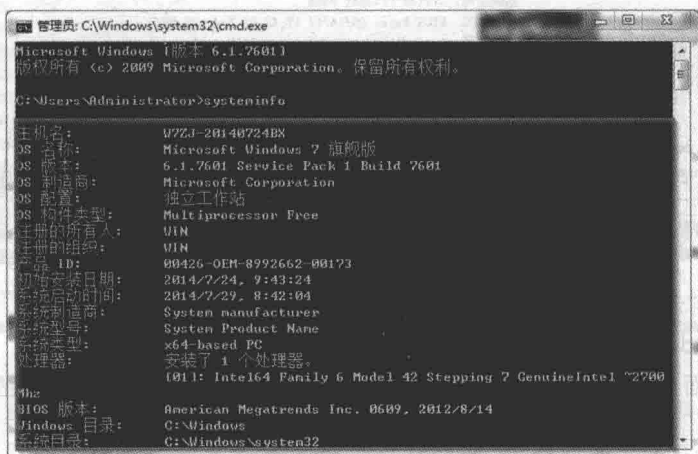 管理员: C:\Windows\system32\cmd.exe
Microsoft Windows [版本 6.1.7601]
版权所有 (c) 2009 Microsoft Corporation。保留所有权利。
C:\Users\Administrator>systeminfo
主机名: W7ZJ-20140724BX
OS 名称: Microsoft Windows 7 旗舰版
OS 版本: 6.1.7601 Service Pack 1 Build 7601
OS 制造商: Microsoft Corporation
OS 配置: 独立工作站
OS 构件类型: Multiprocessor Free
注册的所有人: WIN
注册的组织: WIN
产品 ID: 00426-OEM-8992662-00173
初始安装日期: 2014/7/24, 9:43:24
系统启动时间: 2014/7/29, 8:42:04
系统制造商: System manufacturer
系统型号: System Product Name
系统类型: x64-based PC
处理器: 安装了 1 个处理器。
[01]: Intel64 Family 6 Model 42 Stepping 7 GenuineIntel ~2700
Mhz
BIOS 版本: American Megatrends Inc. 0609, 2012/8/14
Windows 目录: C:\Windows
系统目录: C:\Windows\system32